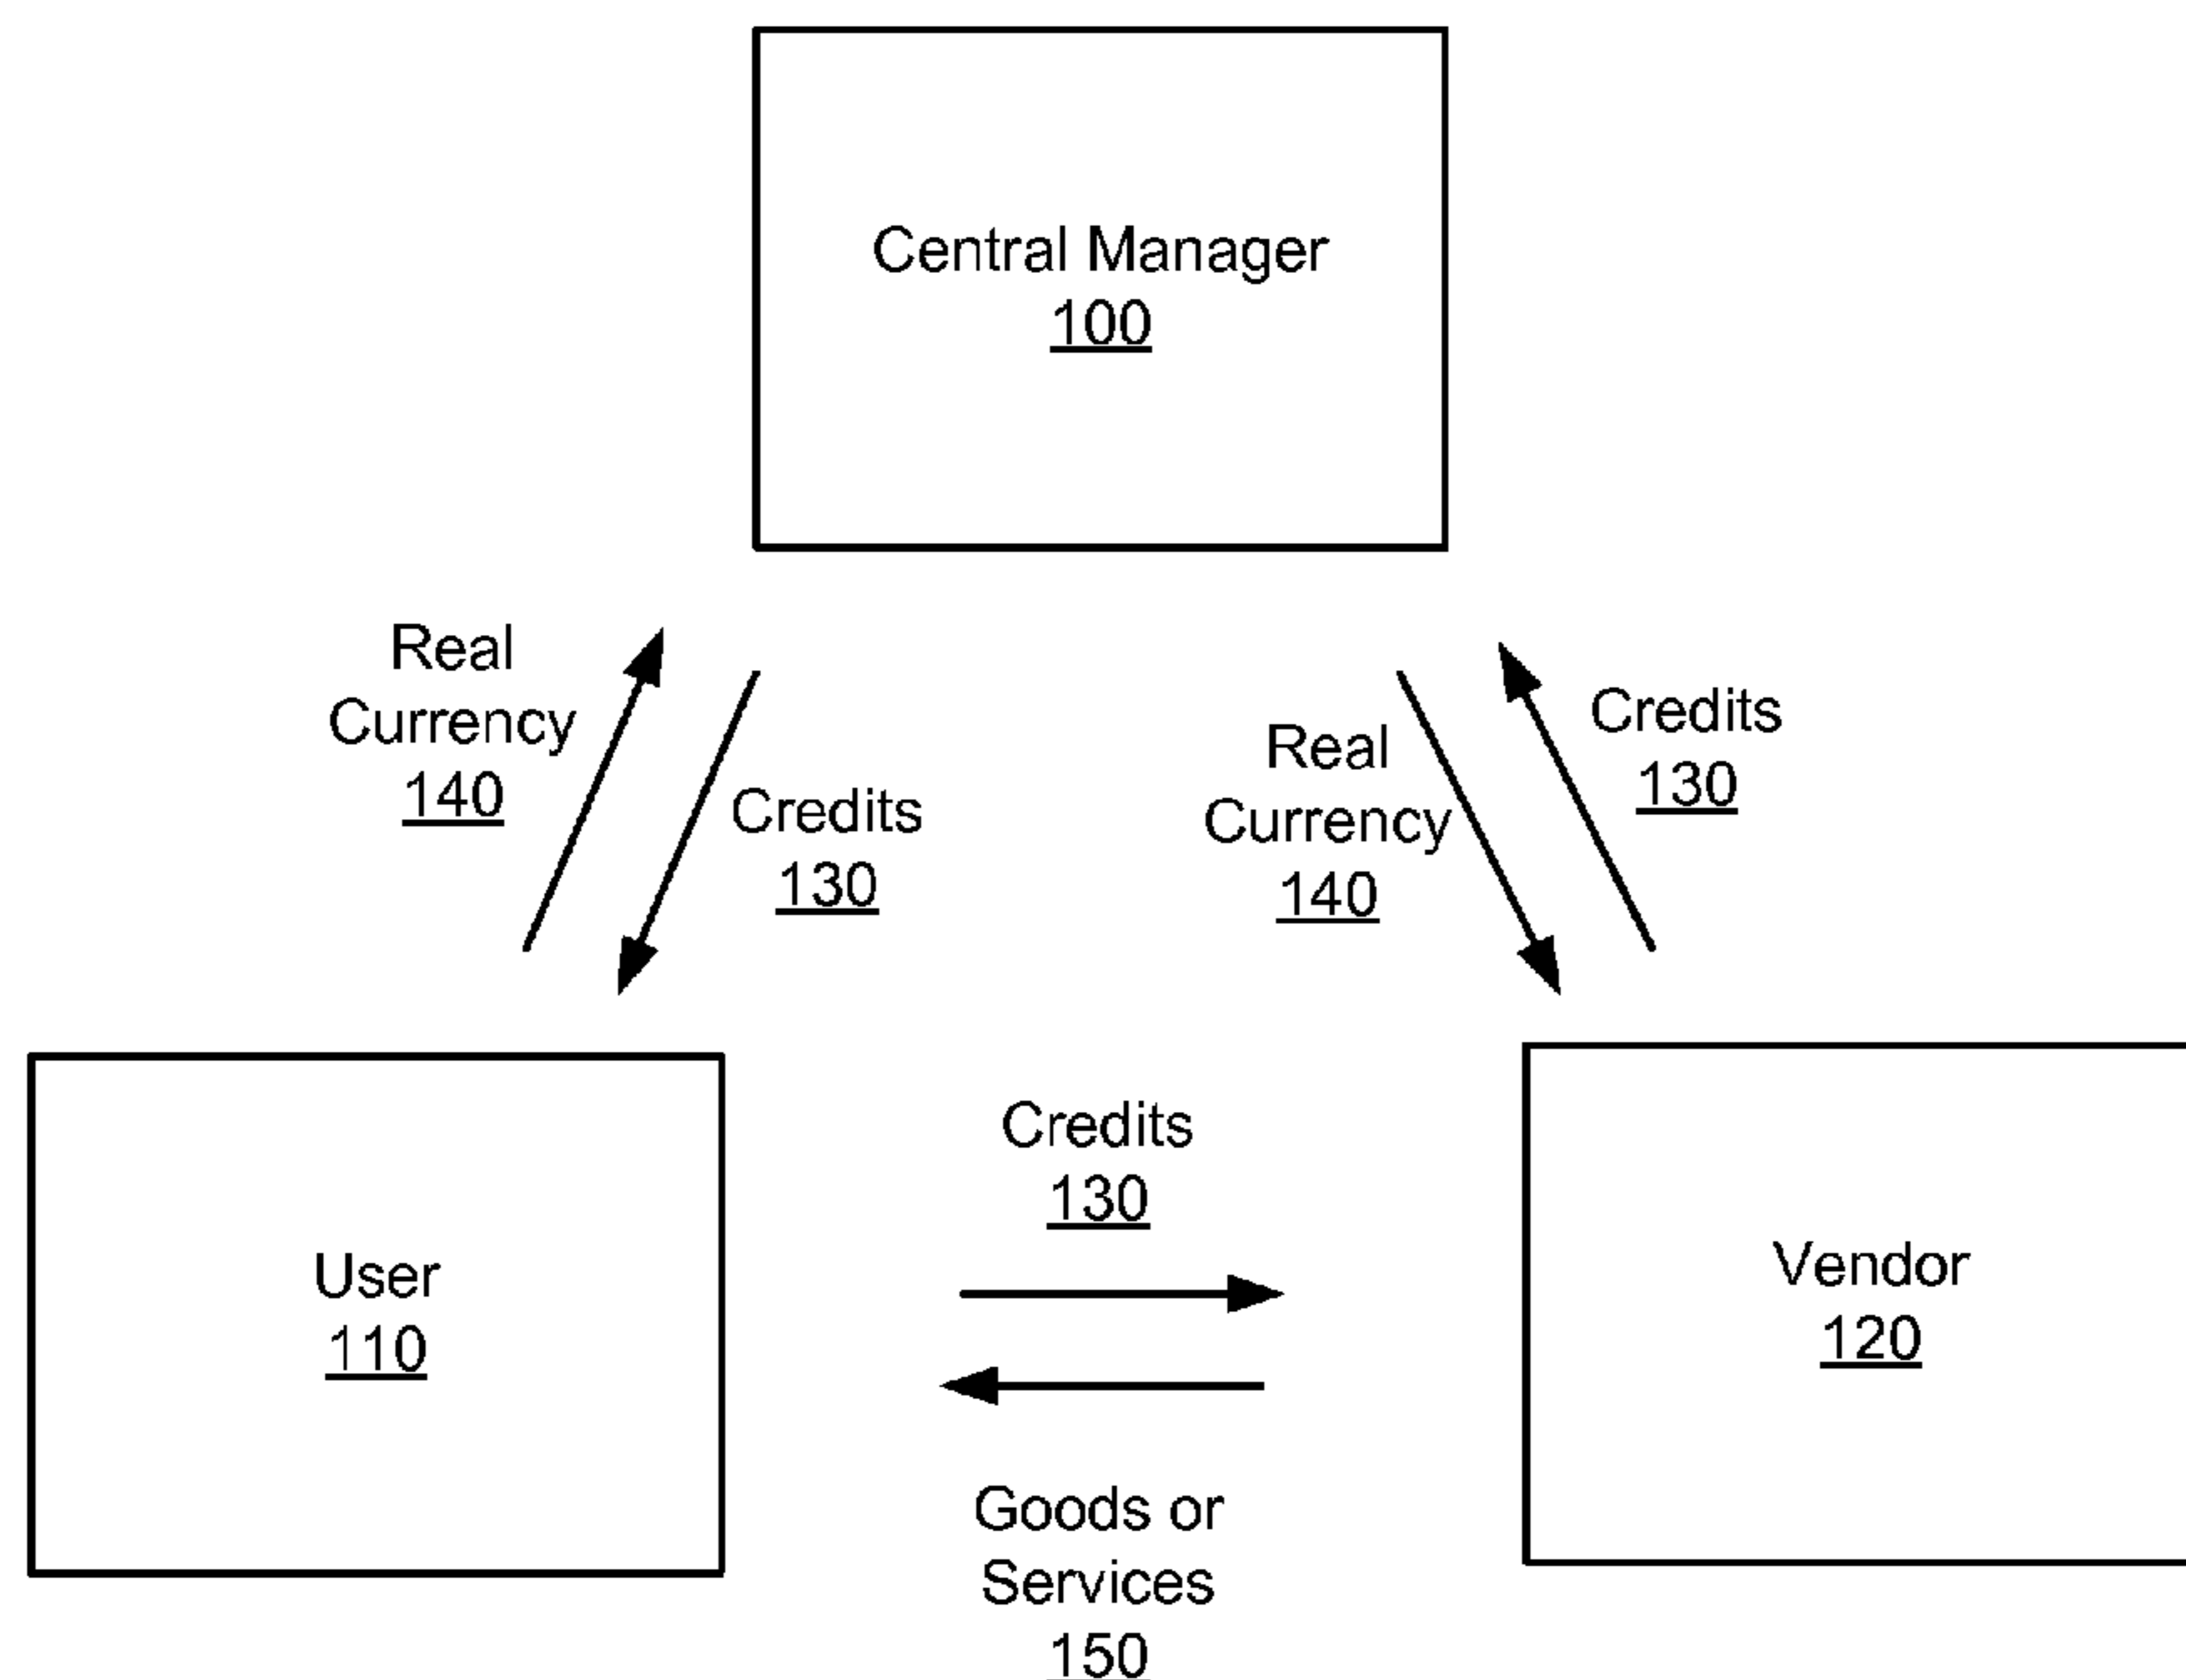 Central Manager
100
Real
Currency
140
Credits
130
Real
Currency
140
Credits
130
Credits
130
User
110
Vendor
120
Goods or
Services
150